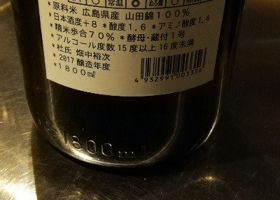 *原料米 広島県産 山田錦100%
*日本酒度+8 *酸度1.6 *アミノ酸度1.4
*精米歩合70% *酵母・蔵付1号
*アルコール度数15度以上16度未満
*杜氏 畑中裕次
*2017 醸造年度
*1800ml
4932991003356
1800ml